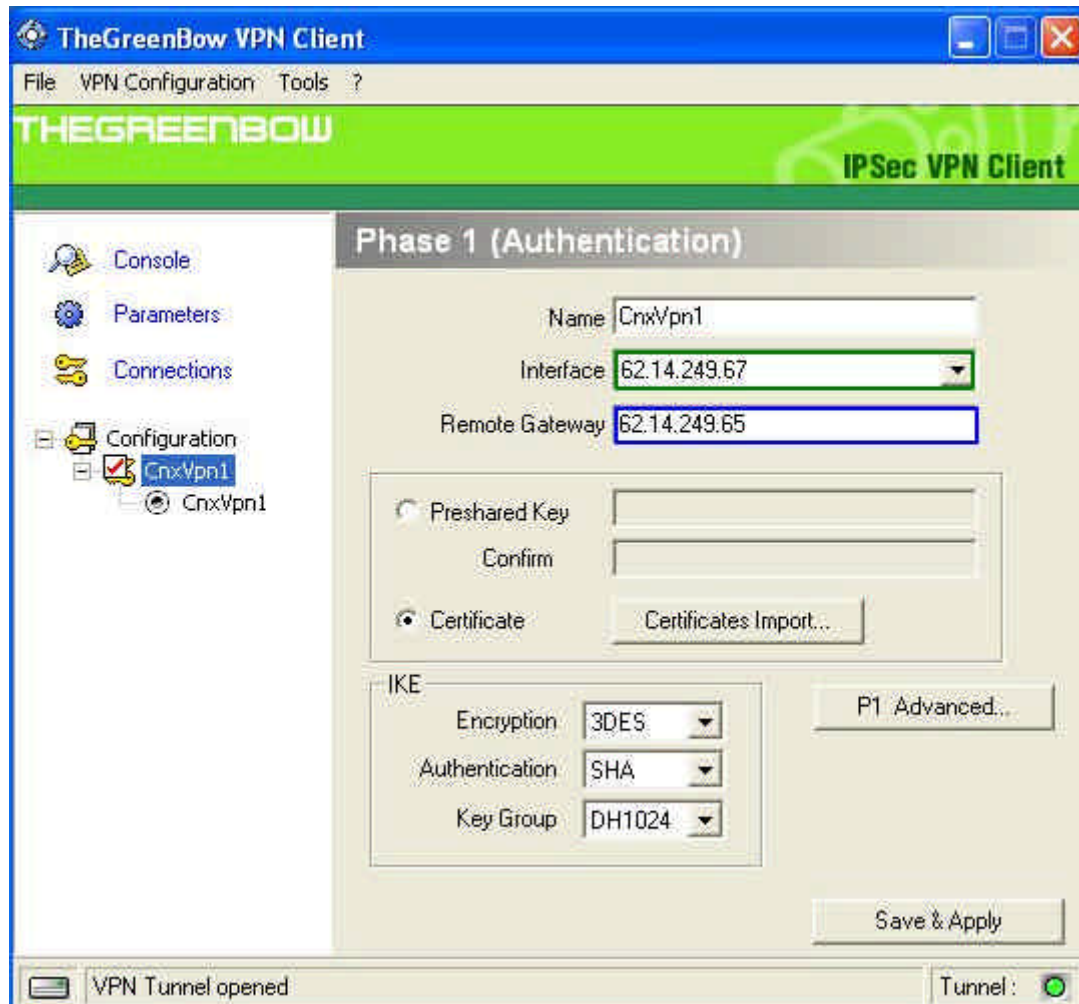 TheGreenBow VPN Client
File VPN Configuration Tools ?
THEGREENBOW
IPSec VPN Client
Console
Parameters
Connections
Configuration
CnxVpn1
CnxVpn1
Phase 1 (Authentication)
Name CnxVpn1
Interface 62.14.249.67
Remote Gateway 62.14.249.65
Preshared Key
Confirm
Certificate Certificates Import...
IKE
Encryption 3DES
Authentication SHA
Key Group DH1024
P1 Advanced...
Save & Apply
VPN Tunnel opened Tunnel :